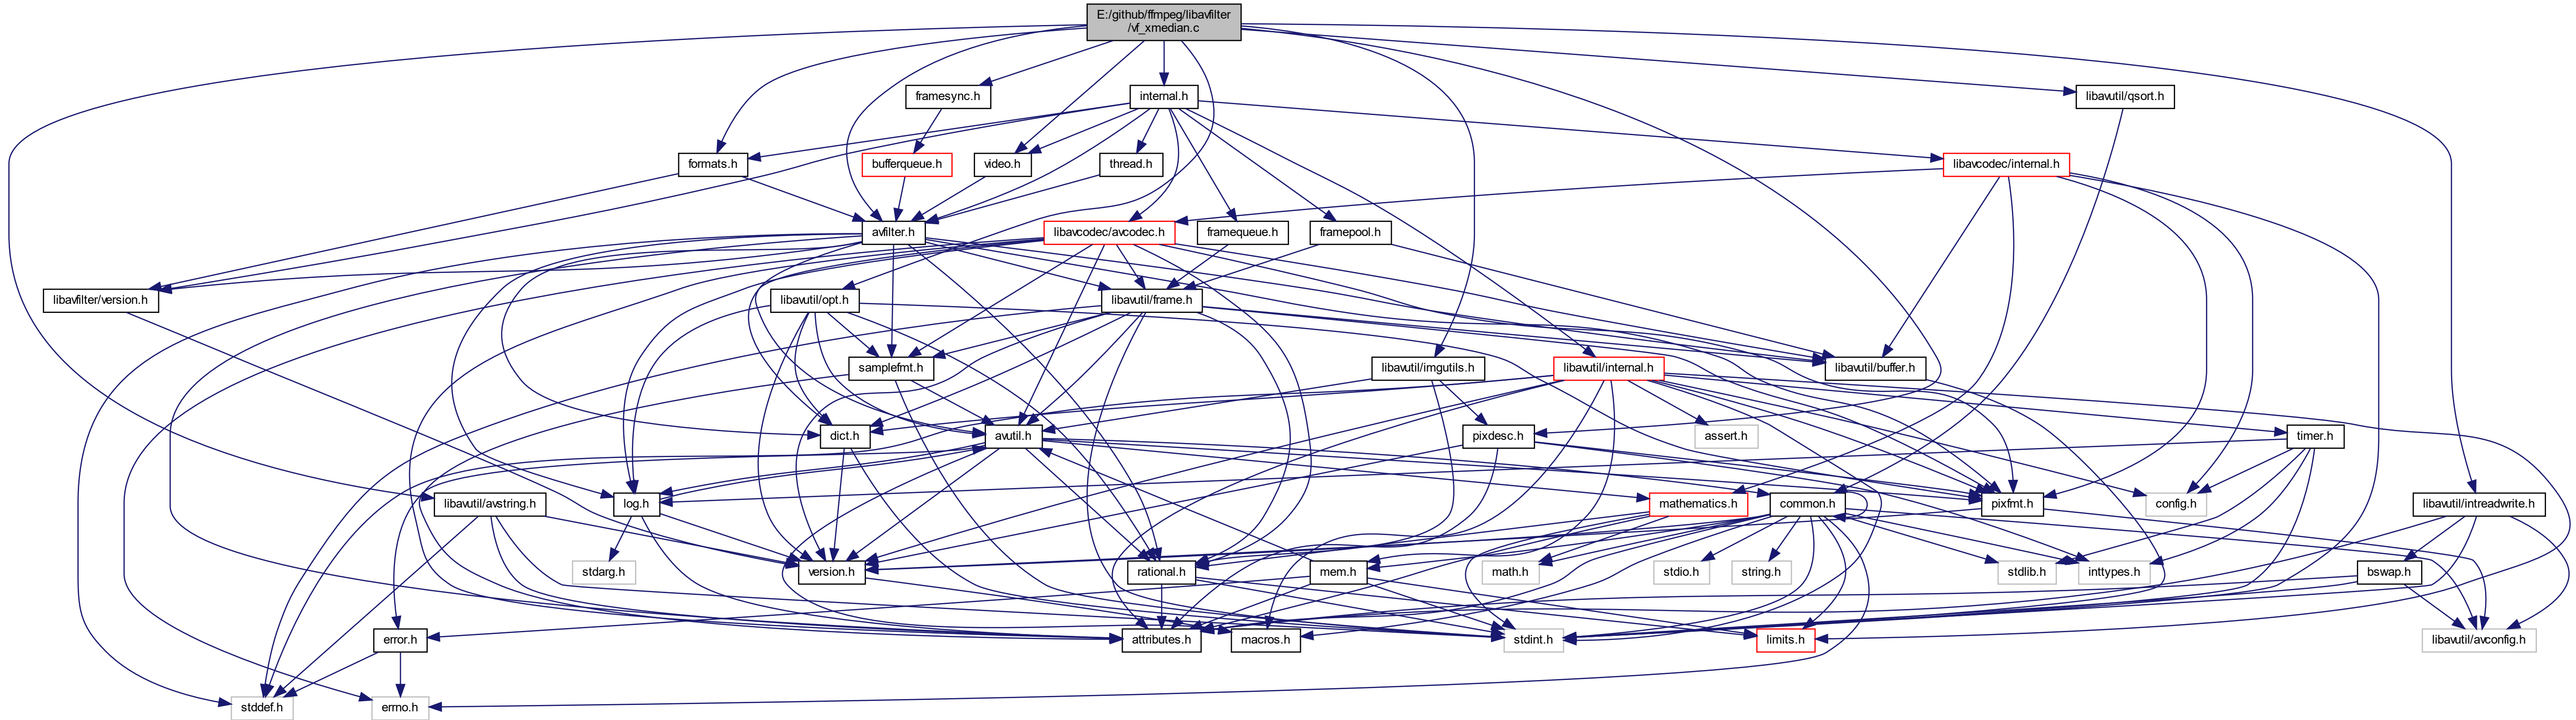 E:/github/ffmpeg/libavfilter
/vf_xmedian.c
framesync.h
internal.h
libavutil/qsort.h
formats.h
bufferqueue.h
video.h
thread.h
libavcodec/internal.h
avfilter.h
libavcodec/avcodec.h
framequeue.h
framepool.h
libavfilter/version.h
libavutil/opt.h
libavutil/frame.h
samplefmt.h
libavutil/imgutils.h
libavutil/internal.h
libavutil/buffer.h
dict.h
avutil.h
pixdesc.h
assert.h
timer.h
libavutil/avstring.h
log.h
mathematics.h
common.h
pixfmt.h
config.h
libavutil/intreadwrite.h
stdarg.h
version.h
rational.h
mem.h
math.h
stdio.h
string.h
stdlib.h
inttypes.h
bswap.h
error.h
attributes.h
macros.h
stdint.h
limits.h
libavutil/avconfig.h
stddef.h
errno.h